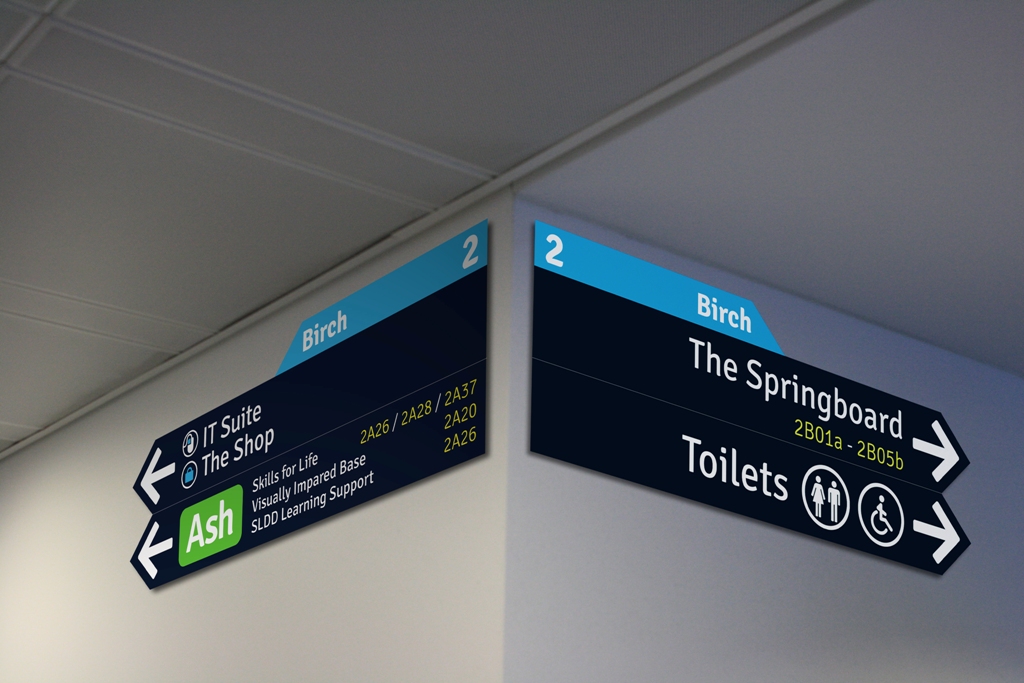 2
Birch
IT Suite
The Shop
2A26 / 2A28 / 2A37
2A20
2A26
Ash
Skills for Life
Visually Impared Base
SLDD Learning Support
2
Birch
The Springboard
2B01a - 2B05b
Toilets